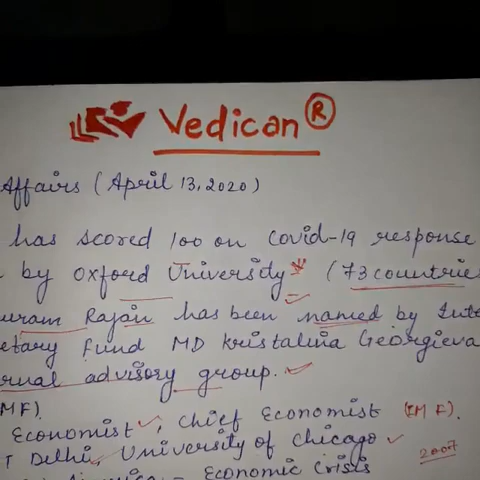 Vedican ®
Affairs (April 13, 2020)
has scored 100 on Covid-19 response
by Oxford University (73 countrie
uram Rajan has been named by Inte
etary Fund MD Kristalina Georgieva
rnal advisory group.
MF).
Economist, Chief Economist (IMF).
T Delhi, University of Chicago
2007
Economic Crisis